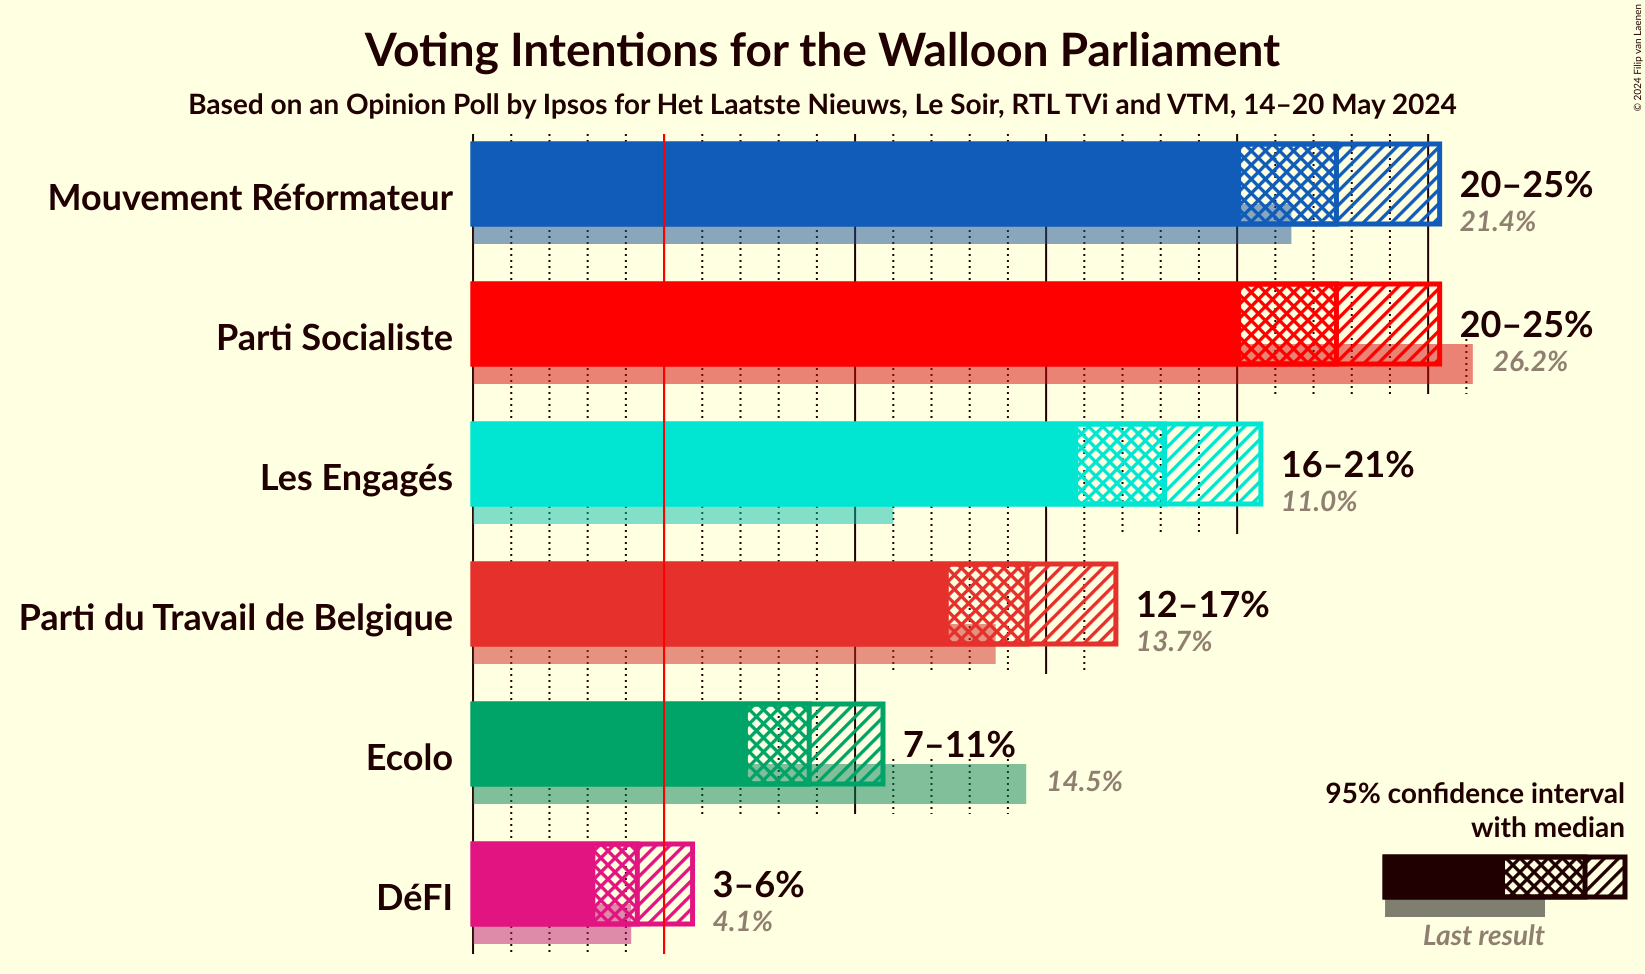 Voting Intentions for the Walloon Parliament
Based on an Opinion Poll by Ipsos for Het Laatste Nieuws, Le Soir, RTL TVi and VTM, 14–20 May 2024
© 2024 Filip van Laenen
Mouvement Réformateur
20–25%
21.4%
Parti Socialiste
20–25%
26.2%
Les Engagés
16–21%
11.0%
Parti du Travail de Belgique
12–17%
13.7%
Ecolo
7–11%
14.5%
DéFI
3–6%
4.1%
95% confidence interval
with median
Last result